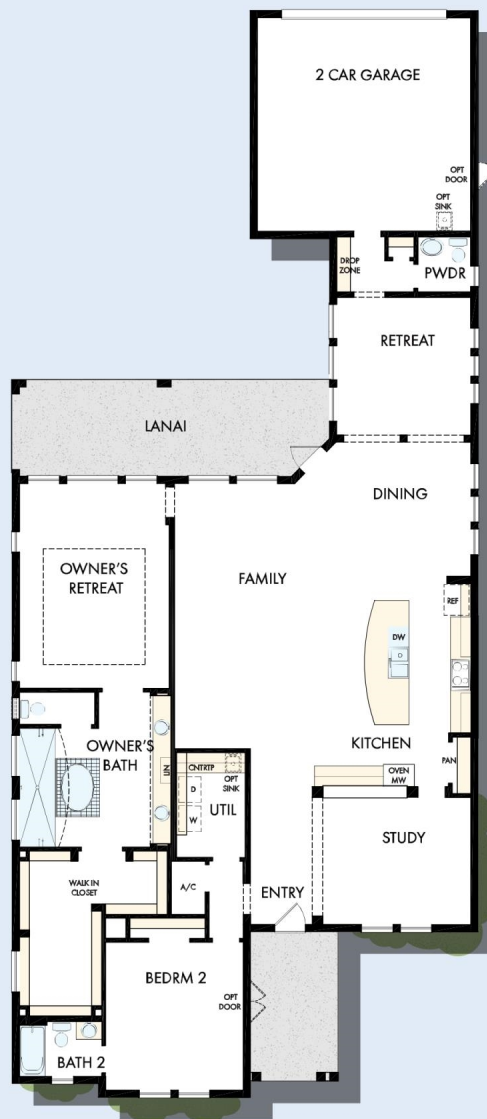 2 CAR GARAGE
OPT
DOOR
OPT
SINK
DROP
ZONE
PWDR
RETREAT
LANAI
DINING
OWNER'S
RETREAT
FAMILY
REF
DW
OWNER'S
BATH
LIN
KITCHEN
CNTRTP
OPT
SINK
D
W
UTIL
OVEN
MW
PAN
STUDY
WALK IN
CLOSET
A/C
ENTRY
BEDRM 2
OPT
DOOR
BATH 2